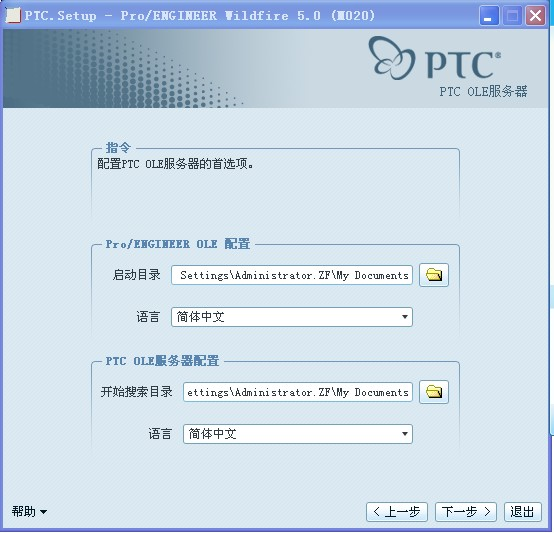 PTC.Setup - Pro/ENGINEER Wildfire 5.0 (M020)
PTC®
PTC OLE服务器
指令
配置PTC OLE服务器的首选项。
Pro/ENGINEER OLE 配置
启动目录 Settings\Administrator.ZF\My Documents
语言 简体中文
PTC OLE服务器配置
开始搜索目录 ettings\Administrator.ZF\My Documents
语言 简体中文
帮助
< 上一步 下一步 > 退出